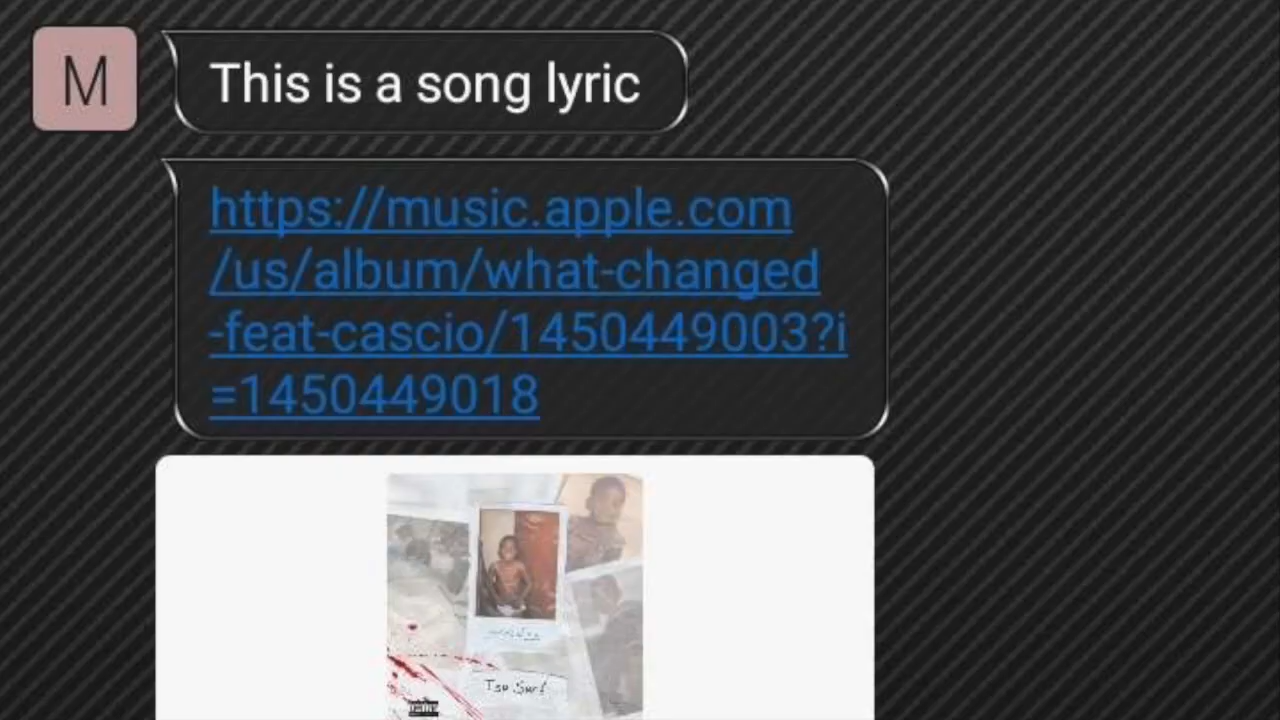 M
This is a song lyric
https://music.apple.com
/us/album/what-changed
-feat-cascio/1450449003?i
=1450449018
Tsu Surf